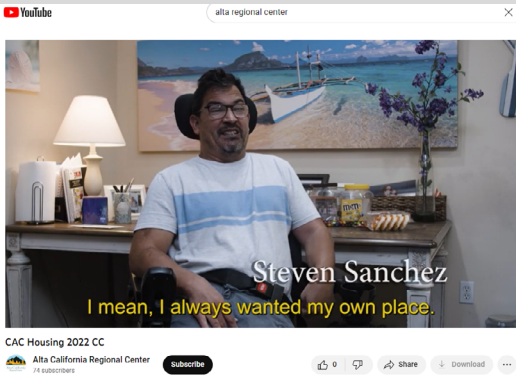 YouTube
alta regional center
m&m's
Steven Sanchez
I mean, I always wanted my own place.
CAC Housing 2022 CC
Alta California Regional Center
74 subscribers
Subscribe
0
Share
Download